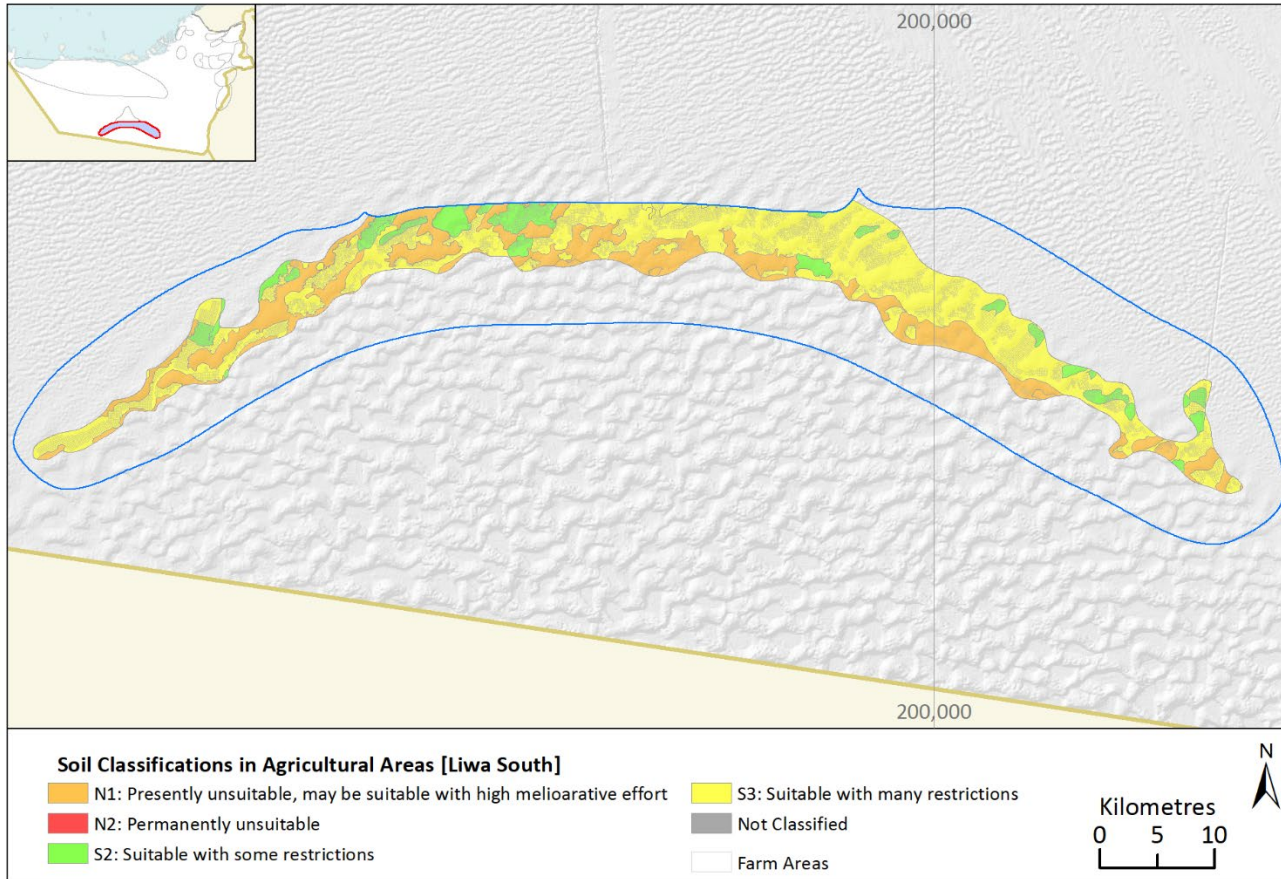 200,000
200,000
Soil Classifications in Agricultural Areas [Liwa South]
N1: Presently unsuitable, may be suitable with high melioarative effort
N2: Permanently unsuitable
S2: Suitable with some restrictions
S3: Suitable with many restrictions
Not Classified
Farm Areas
Kilometres
0 5 10
N